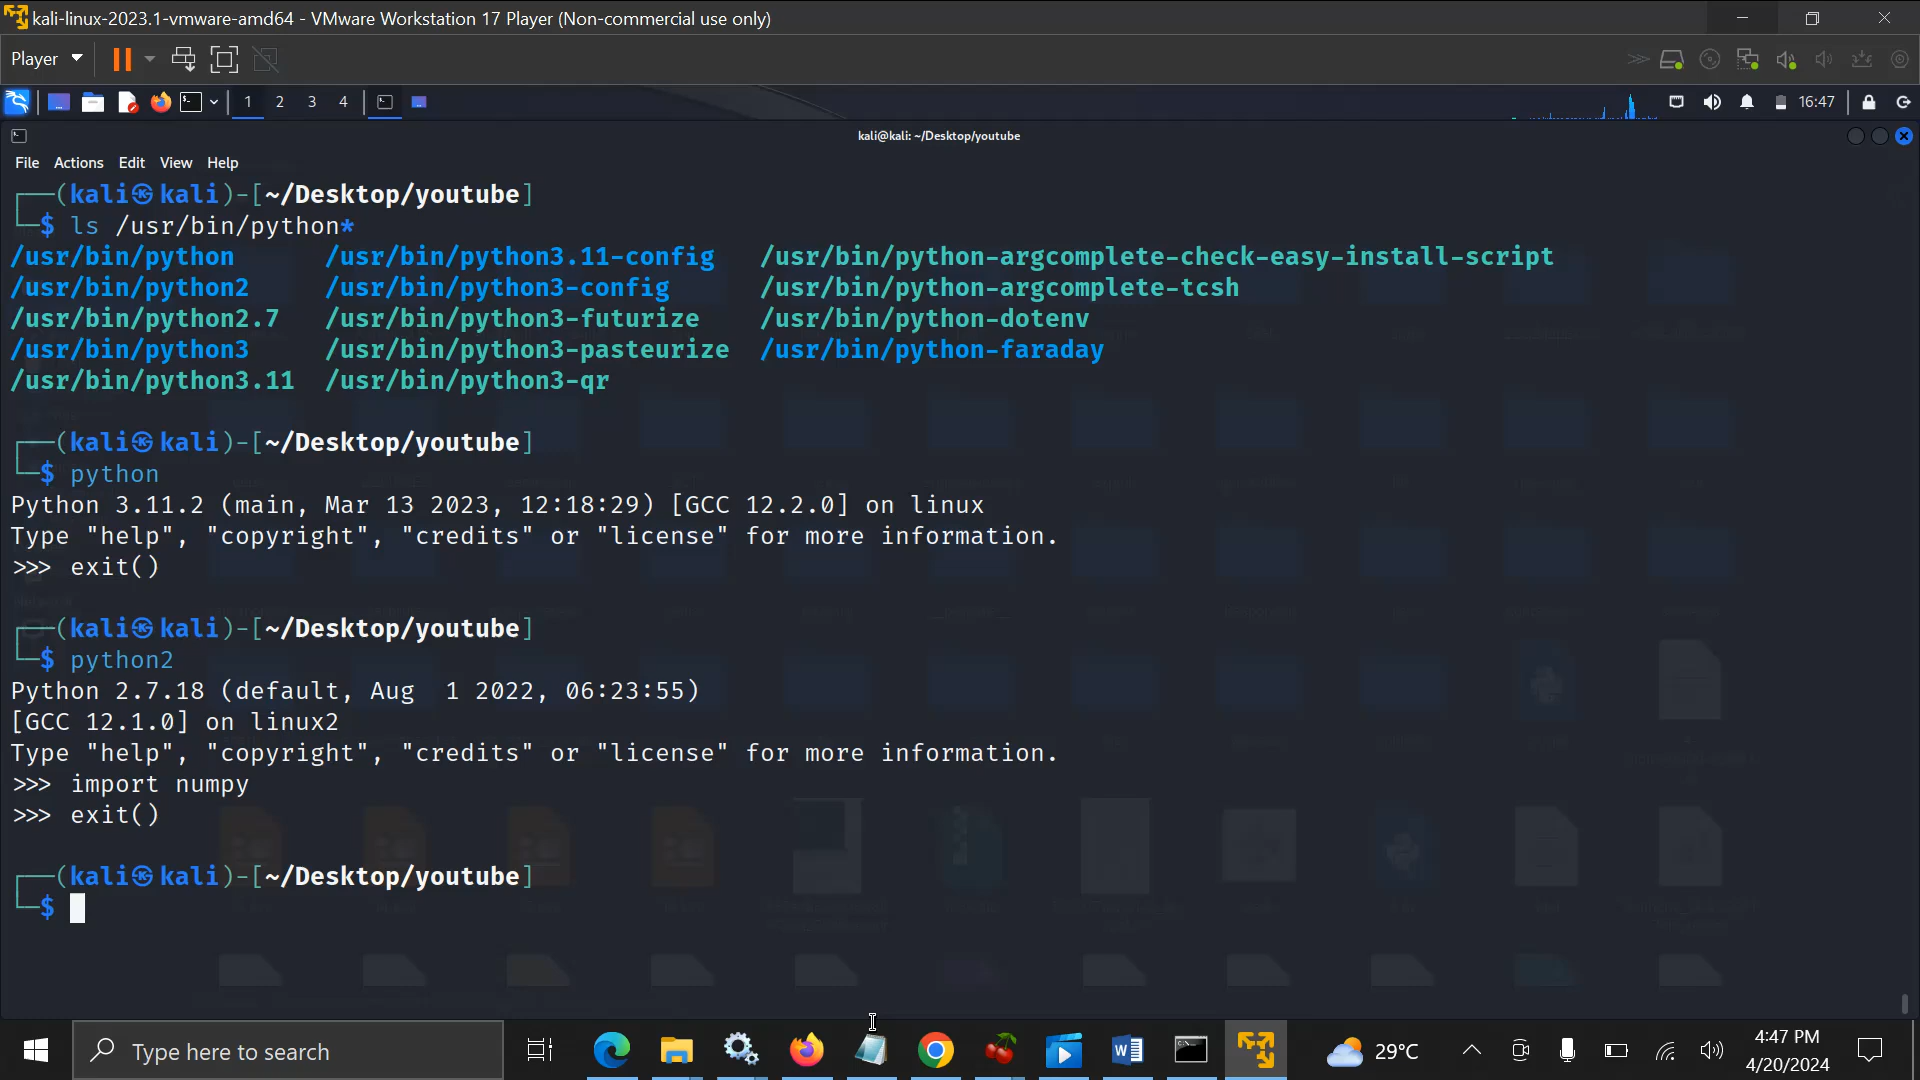 kali-linux-2023.1-vmware-amd64 - VMware Workstation 17 Player (Non-commercial use only)
Player
1 2 3 4
16:47
kali@kali: ~/Desktop/youtube
File Actions Edit View Help
┌──(kali㉿kali)-[~/Desktop/youtube]
└─$ ls /usr/bin/python*
/usr/bin/python /usr/bin/python3.11-config /usr/bin/python-argcomplete-check-easy-install-script
/usr/bin/python2 /usr/bin/python3-config /usr/bin/python-argcomplete-tcsh
/usr/bin/python2.7 /usr/bin/python3-futurize /usr/bin/python-dotenv
/usr/bin/python3 /usr/bin/python3-pasteurize /usr/bin/python-faraday
/usr/bin/python3.11 /usr/bin/python3-qr
┌──(kali㉿kali)-[~/Desktop/youtube]
└─$ python
Python 3.11.2 (main, Mar 13 2023, 12:18:29) [GCC 12.2.0] on linux
Type "help", "copyright", "credits" or "license" for more information.
>>> exit()
┌──(kali㉿kali)-[~/Desktop/youtube]
└─$ python2
Python 2.7.18 (default, Aug  1 2022, 06:23:55)
[GCC 12.1.0] on linux2
Type "help", "copyright", "credits" or "license" for more information.
>>> import numpy
>>> exit()
┌──(kali㉿kali)-[~/Desktop/youtube]
└─$
Type here to search
29°C
4:47 PM
4/20/2024